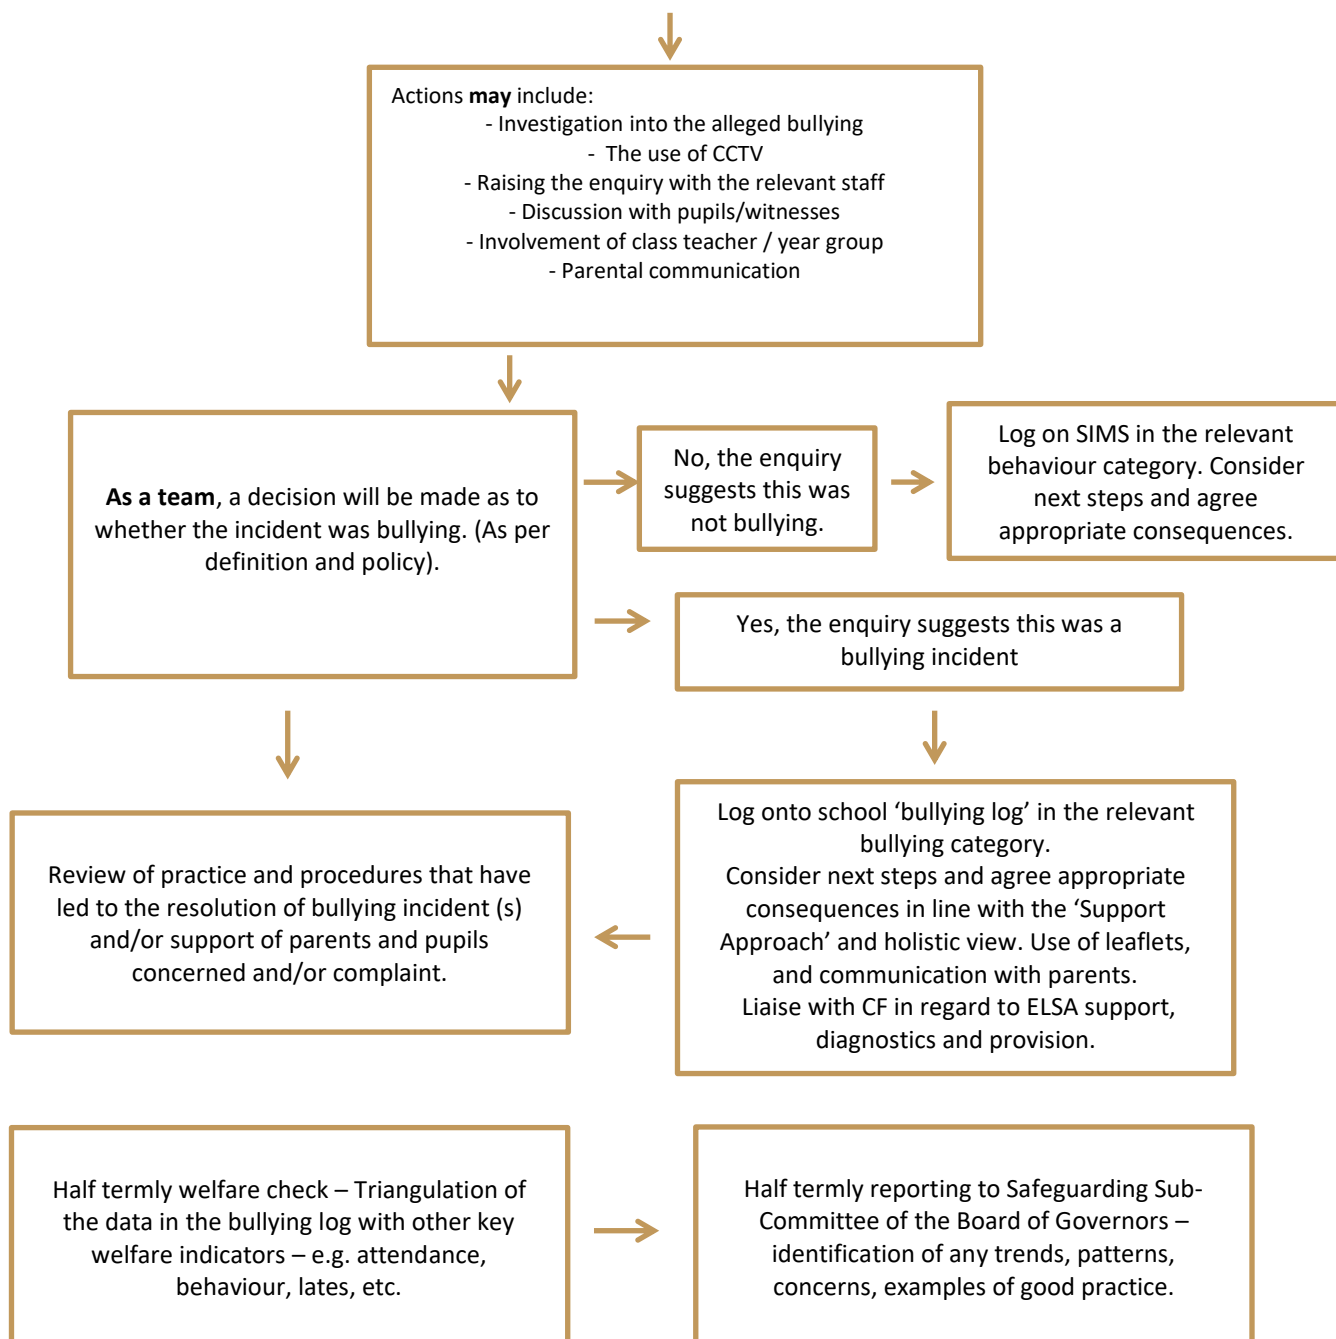 Actions may include:
- Investigation into the alleged bullying
- The use of CCTV
- Raising the enquiry with the relevant staff
- Discussion with pupils/witnesses
- Involvement of class teacher / year group
- Parental communication
As a team, a decision will be made as to
whether the incident was bullying. (As per
definition and policy).
No, the enquiry
suggests this was
not bullying.
Log on SIMS in the relevant
behaviour category. Consider
next steps and agree
appropriate consequences.
Yes, the enquiry suggests this was a
bullying incident
Log onto school ‘bullying log’ in the relevant
bullying category.
Consider next steps and agree appropriate
consequences in line with the ‘Support
Approach’ and holistic view. Use of leaflets,
and communication with parents.
Liaise with CF in regard to ELSA support,
diagnostics and provision.
Review of practice and procedures that have
led to the resolution of bullying incident (s)
and/or support of parents and pupils
concerned and/or complaint.
Half termly welfare check – Triangulation of
the data in the bullying log with other key
welfare indicators – e.g. attendance,
behaviour, lates, etc.
Half termly reporting to Safeguarding Sub-
Committee of the Board of Governors –
identification of any trends, patterns,
concerns, examples of good practice.